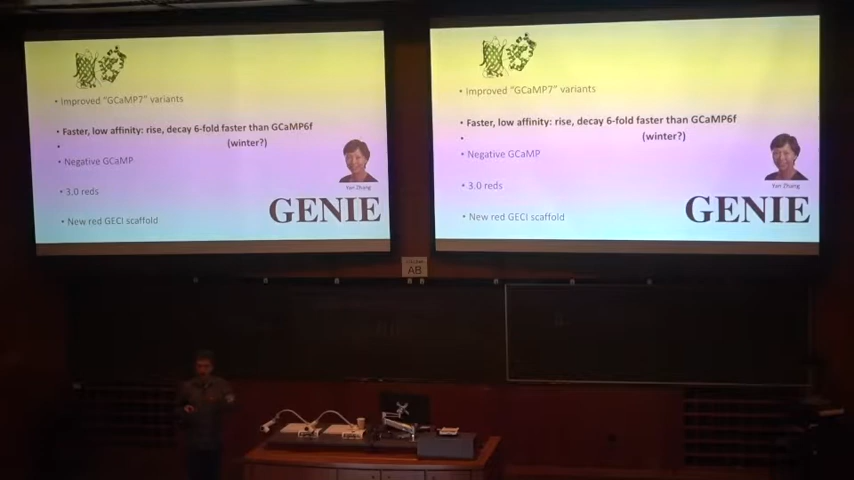 • Improved “GCaMP7” variants
• Faster, low affinity: rise, decay 6-fold faster than GCaMP6f
(winter?)
•
• Negative GCaMP
• 3.0 reds
• New red GECI scaffold
Yan Zhang
GENIE
• Improved “GCaMP7” variants
• Faster, low affinity: rise, decay 6-fold faster than GCaMP6f
(winter?)
•
• Negative GCaMP
• 3.0 reds
• New red GECI scaffold
Yan Zhang
GENIE
AB